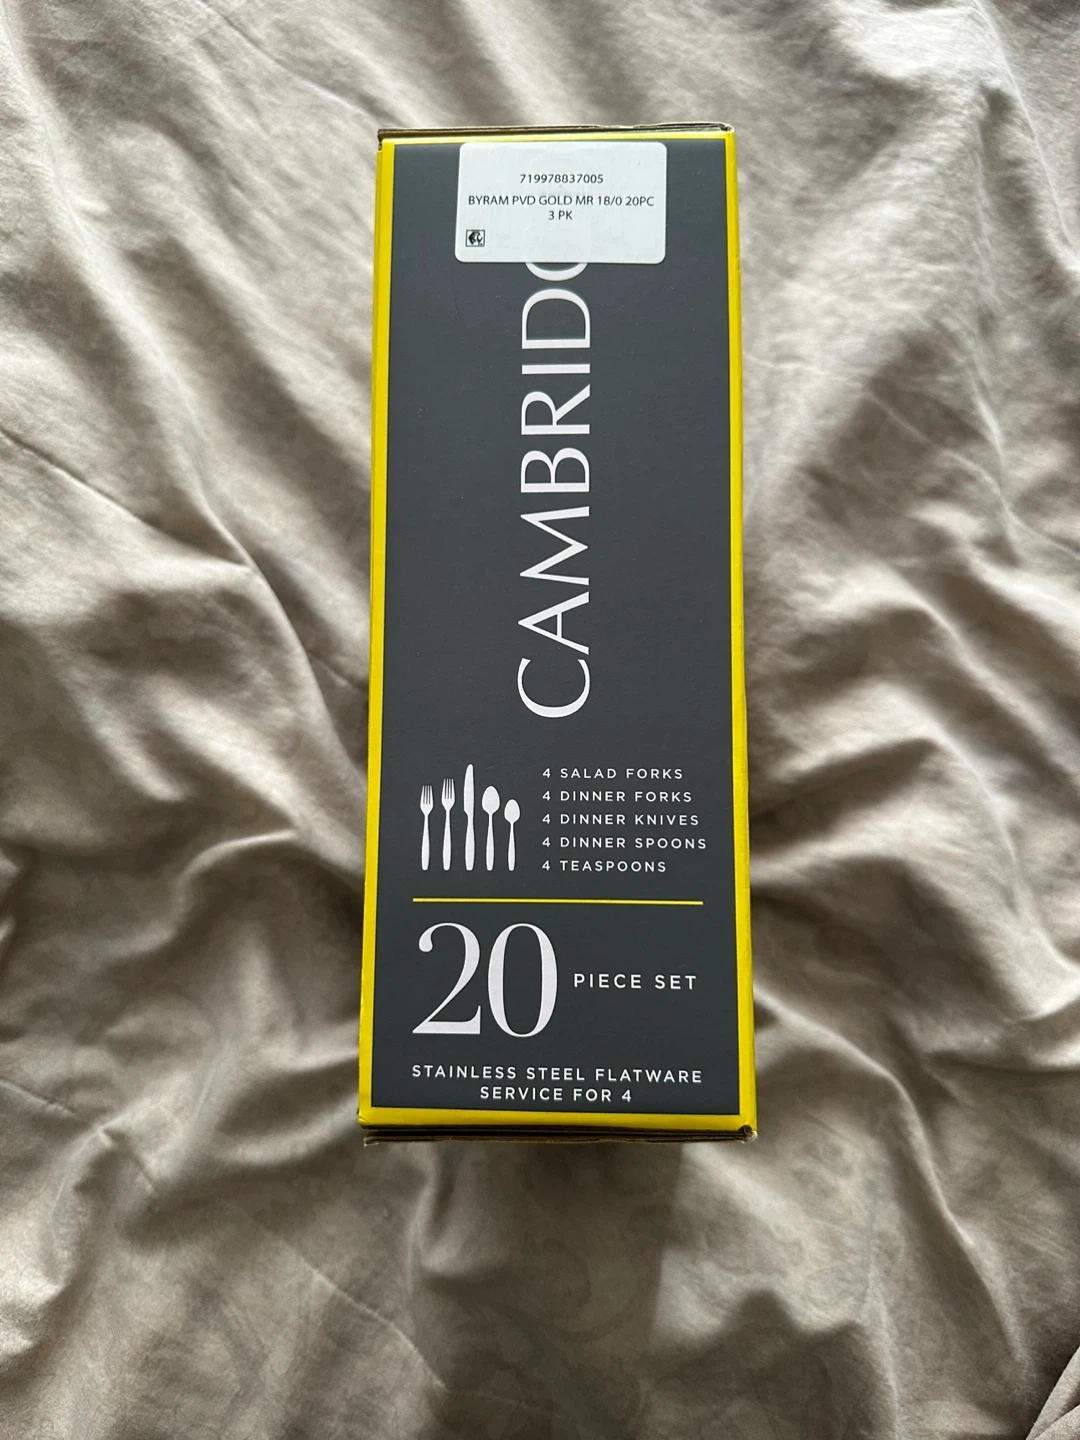 719978837005
BYRAM PVD GOLD MR 18/0 20PC
3 PK
CAMBRIDG
4 SALAD FORKS
4 DINNER FORKS
4 DINNER KNIVES
4 DINNER SPOONS
4 TEASPOONS
20 PIECE SET
STAINLESS STEEL FLATWARE
SERVICE FOR 4